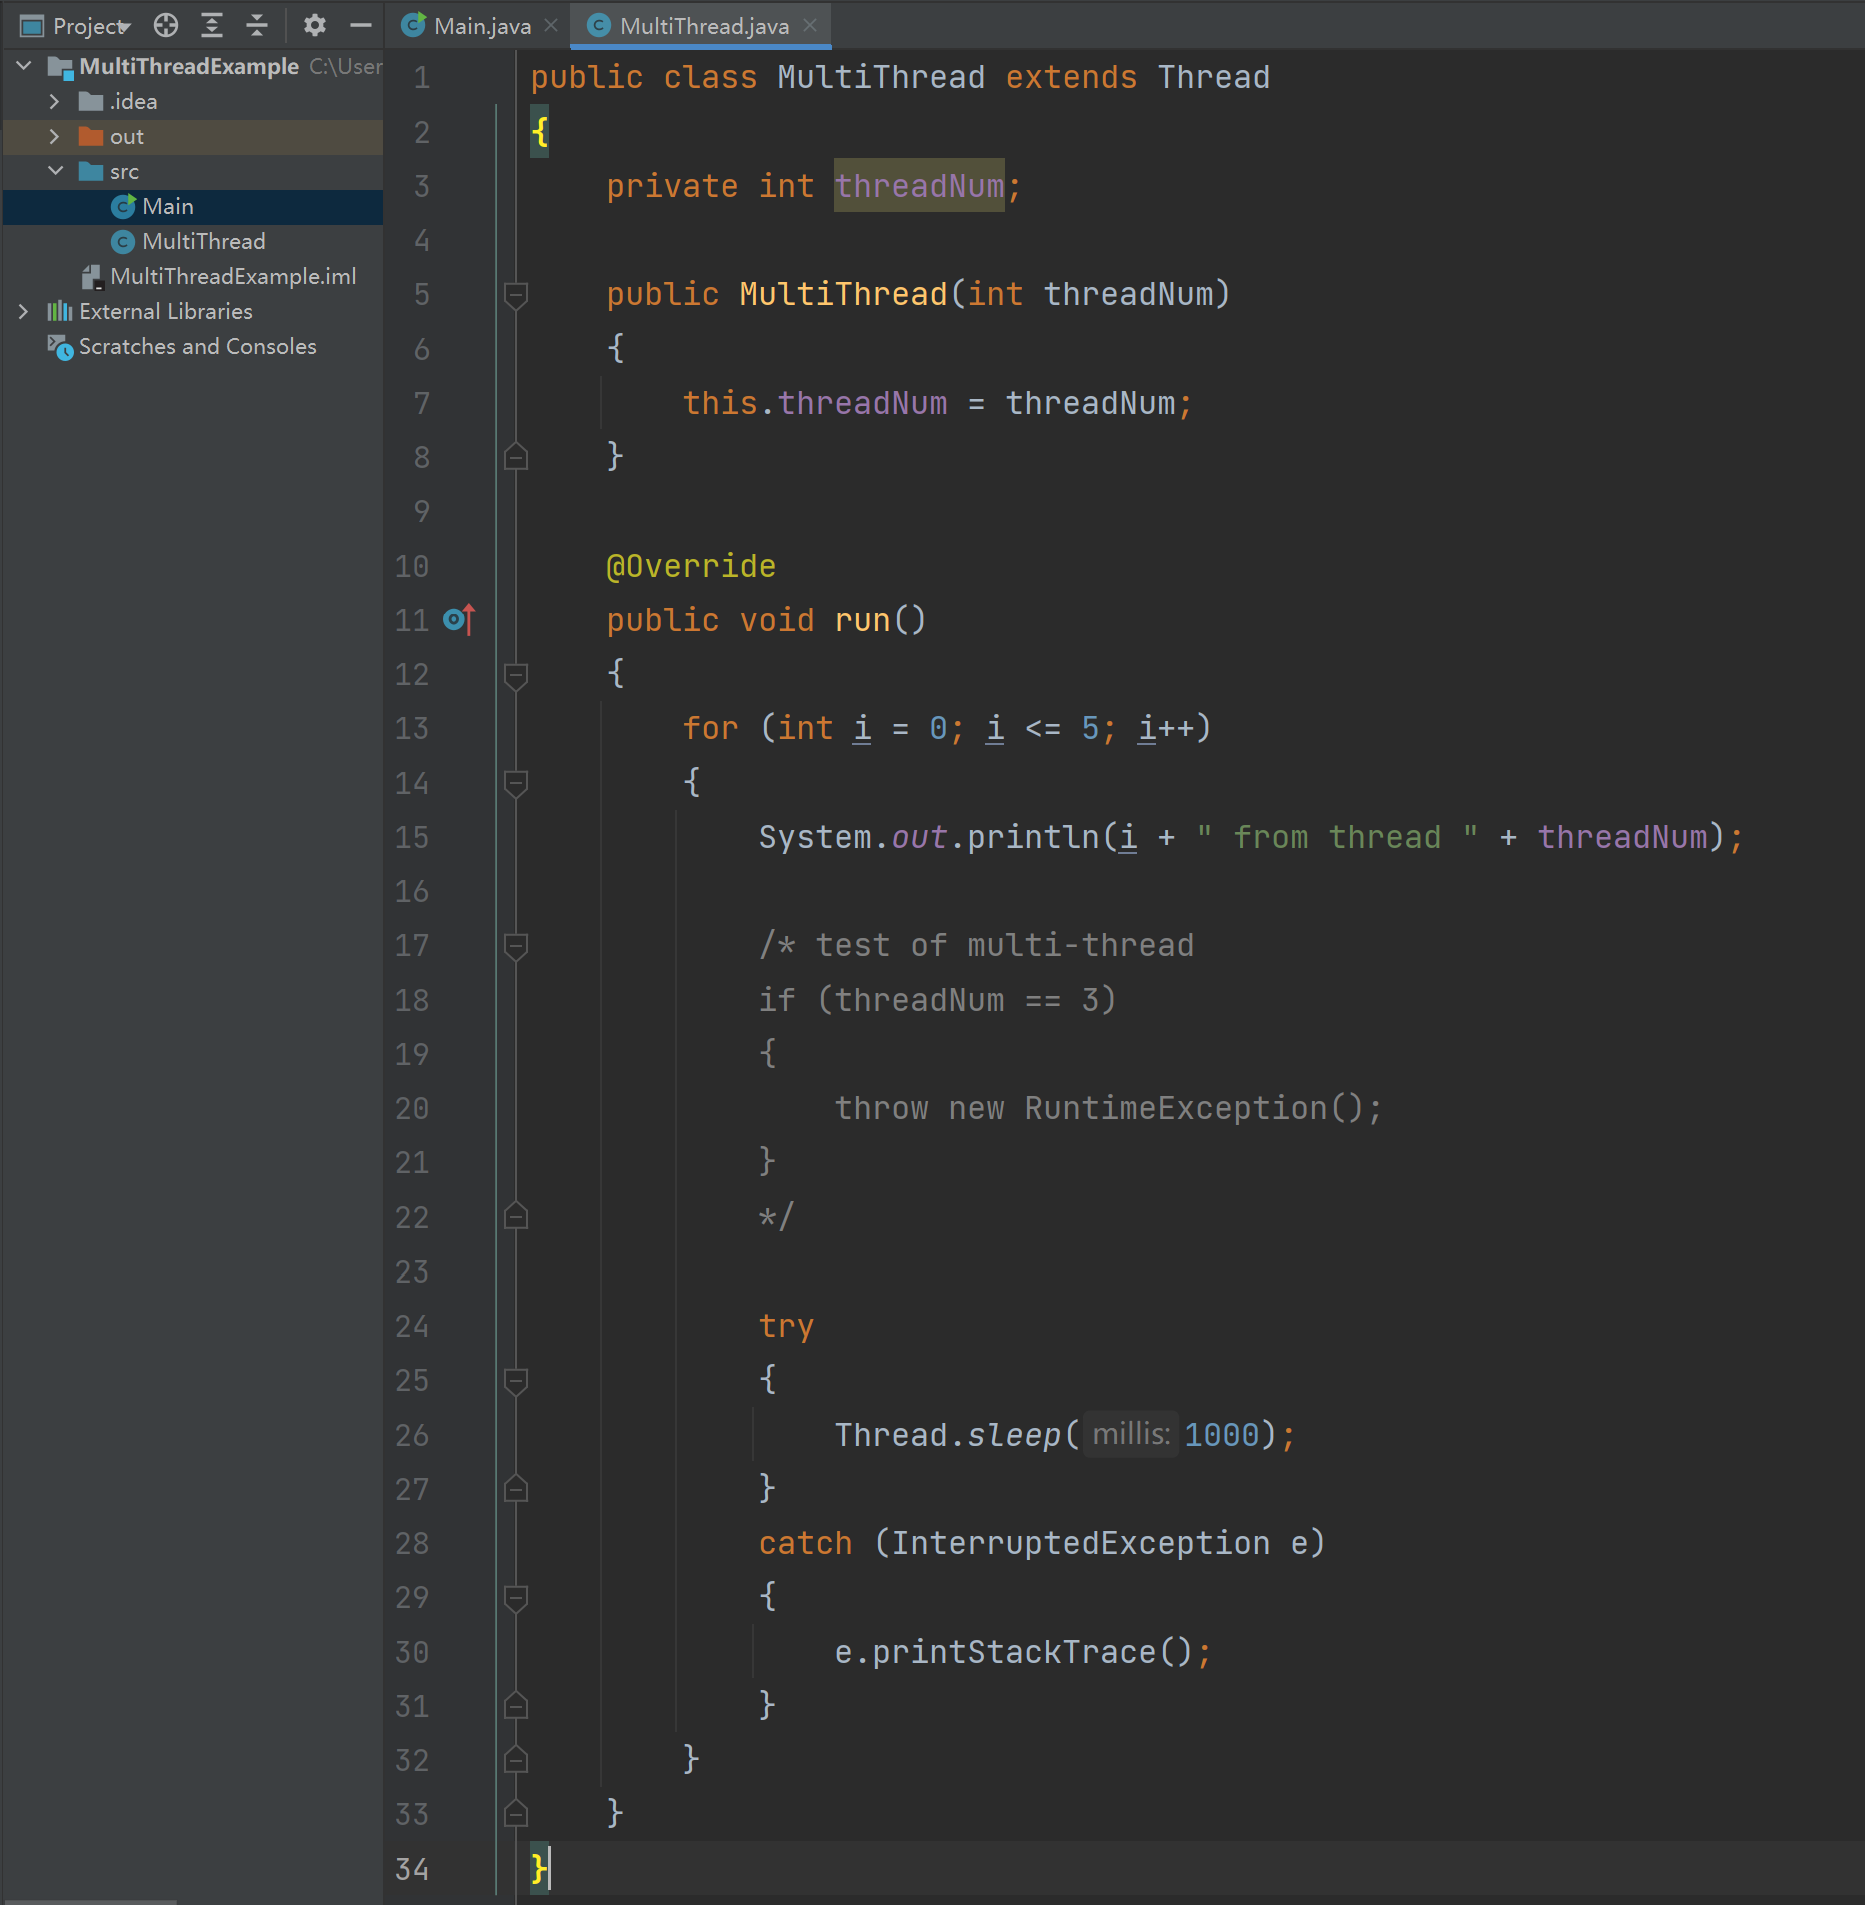 Project
MultiThreadExample C:\User
.idea
out
src
Main
MultiThread
MultiThreadExample.iml
External Libraries
Scratches and Consoles
Main.java
MultiThread.java
1 public class MultiThread extends Thread
2 {
3 private int threadNum;
4
5 public MultiThread(int threadNum)
6 {
7 this.threadNum = threadNum;
8 }
9
10 @Override
11 public void run()
12 {
13 for (int i = 0; i <= 5; i++)
14 {
15 System.out.println(i + " from thread " + threadNum);
16
17 /* test of multi-thread
18 if (threadNum == 3)
19 {
20 throw new RuntimeException();
21 }
22 */
23
24 try
25 {
26 Thread.sleep( millis: 1000);
27 }
28 catch (InterruptedException e)
29 {
30 e.printStackTrace();
31 }
32 }
33 }
34 }